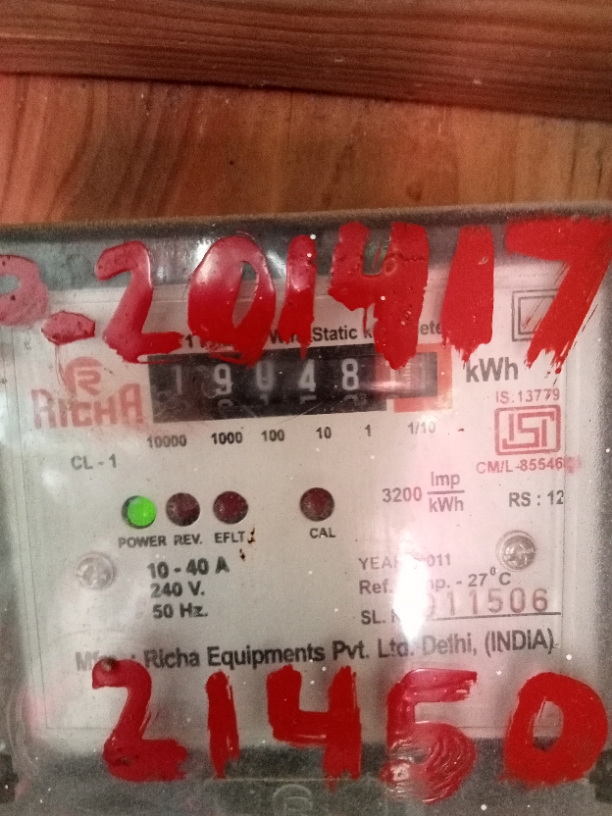 .201417
Static
19048
kWh
RICHA
IS.13779
10000 1000 100 10 1 1/10
CL - 1
CM/L-85546
3200 Imp/kWh
RS : 12
POWER REV. EFLT. CAL
10 - 40 A
240 V.
50 Hz.
- 27°C
SL.
11506
: Richa Equipments Pvt. Ltd. Delhi, (INDIA)
21450